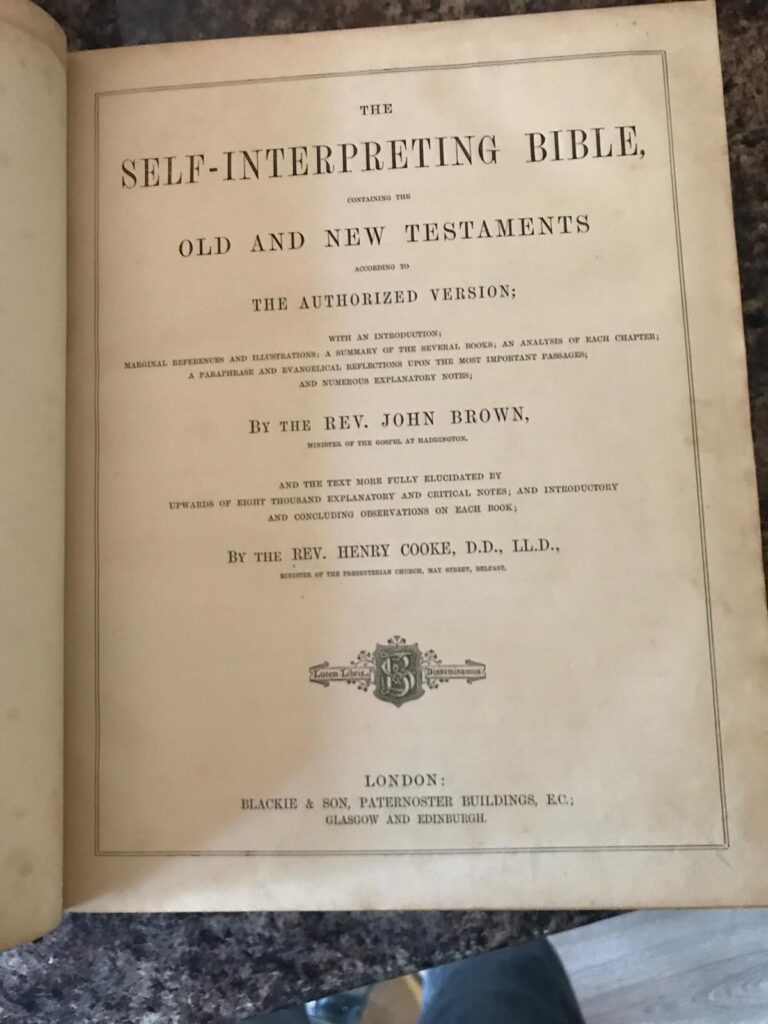 THE
SELF-INTERPRETING BIBLE,
CONTAINING THE
OLD AND NEW TESTAMENTS
ACCORDING TO
THE AUTHORIZED VERSION;
WITH AN INTRODUCTION;
MARGINAL REFERENCES AND ILLUSTRATIONS; A SUMMARY OF THE SEVERAL BOOKS; AN ANALYSIS OF EACH CHAPTER;
A PARAPHRASE AND EVANGELICAL REFLECTIONS UPON THE MOST IMPORTANT PASSAGES;
AND NUMEROUS EXPLANATORY NOTES;
BY THE REV. JOHN BROWN,
MINISTER OF THE GOSPEL AT HADDINGTON,
AND THE TEXT MORE FULLY ELUCIDATED BY
UPWARDS OF EIGHT THOUSAND EXPLANATORY AND CRITICAL NOTES; AND INTRODUCTORY
AND CONCLUDING OBSERVATIONS ON EACH BOOK;
BY THE REV. HENRY COOKE, D.D., LL.D.,
MINISTER OF THE PRESBYTERIAN CHURCH, MAY STREET, BELFAST.
Lucem Libris BS Disseminamus
LONDON:
BLACKIE & SON, PATERNOSTER BUILDINGS, E.C.;
GLASGOW AND EDINBURGH.